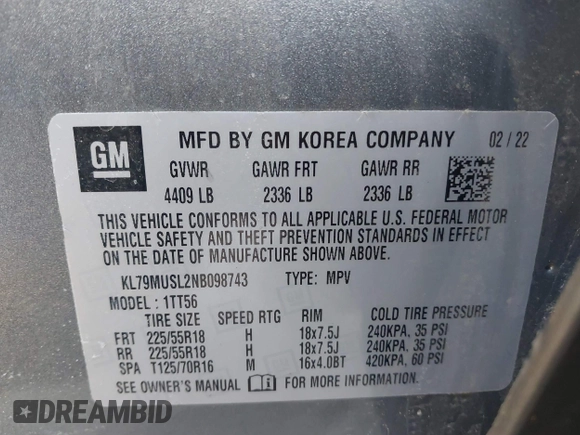 GM
MFD BY GM KOREA COMPANY 02 / 22
GVWR GAWR FRT GAWR RR
4409 LB 2336 LB 2336 LB
THIS VEHICLE CONFORMS TO ALL APPLICABLE U.S. FEDERAL MOTOR
VEHICLE SAFETY AND THEFT PREVENTION STANDARDS IN EFFECT
ON THE DATE OF MANUFACTURE SHOWN ABOVE.
KL79MUSL2NB098743 TYPE: MPV
MODEL : 1TT56
TIRE SIZE SPEED RTG RIM COLD TIRE PRESSURE
FRT 225/55R18 H 18x7.5J 240KPA, 35 PSI
RR 225/55R18 H 18x7.5J 240KPA, 35 PSI
SPA T125/70R16 M 16x4.0BT 420KPA, 60 PSI
SEE OWNER'S MANUAL FOR MORE INFORMATION
DREAMBID